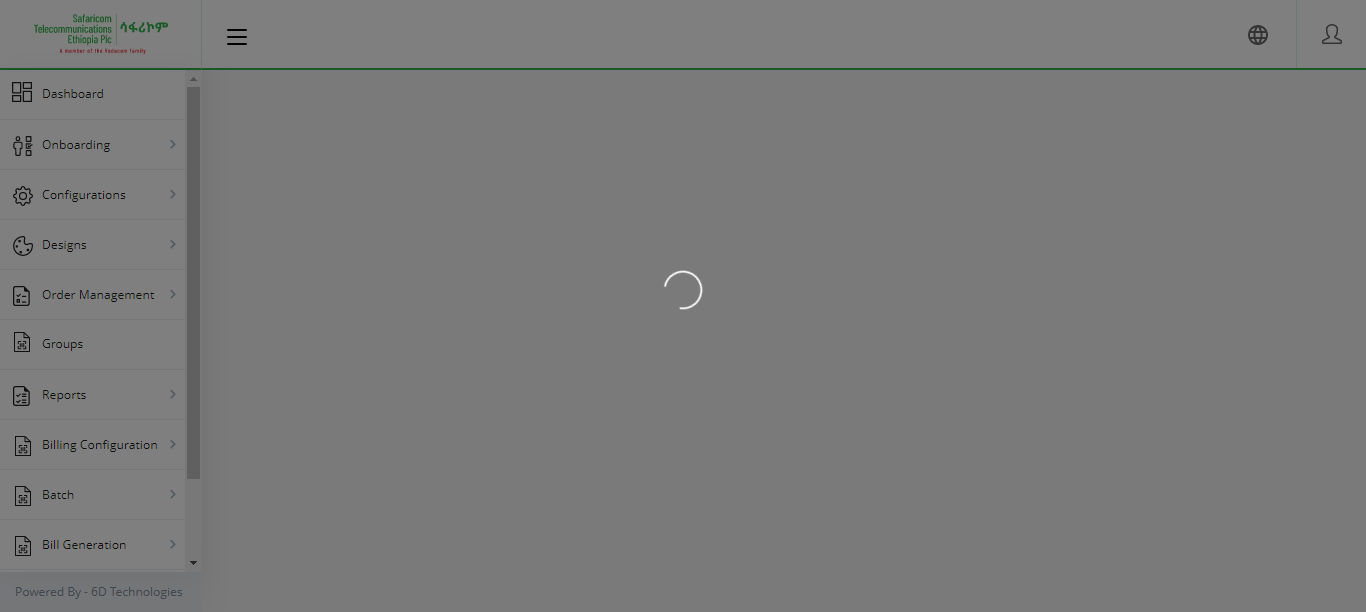 Safaricom
Telecommunications
Ethiopia Plc
ሳፋሪኮም
A member of the Vodacom family
Dashboard
Onboarding
Configurations
Designs
Order Management
Groups
Reports
Billing Configuration
Batch
Bill Generation
Powered By - 6D Technologies